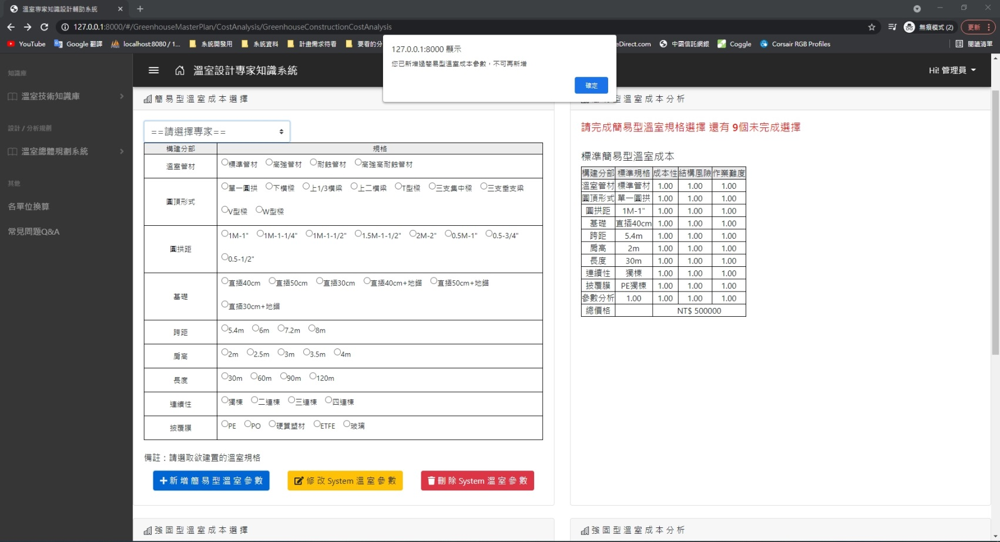 溫室專家知識設計輔助系統
127.0.0.1:8000/#/GreenhouseMasterPlan/CostAnalysis/GreenhouseConstructionCostAnalysis
無痕模式 (2)
更新
YouTube
Google 翻譯
localhost:8080 / 1...
系統開發用
系統資料
計畫需求待看
要看的分
eDirect.com
中國信託網銀
Coggle
Corsair RGB Profiles
閱讀清單
127.0.0.1:8000 顯示
您已新增過簡易型溫室成本參數，不可再新增
確定
溫室設計專家知識系統
Hi! 管理員
知識庫
溫室技術知識庫
設計 / 分析規劃
溫室總體規劃系統
其他
各單位換算
常見問題Q&A
簡易型溫室成本選擇
==請選擇專家==
構建分部 規格
溫室管材 標準管材 高強管材 耐蝕管材 高強高耐蝕管材
圓頂形式 單一圓拱 下橫樑 上1/3橫梁 上二橫梁 T型樑 三支集中樑 三支垂支梁
V型樑 W型樑
圓拱距 1M-1" 1M-1-1/4" 1M-1-1/2" 1.5M-1-1/2" 2M-2" 0.5M-1" 0.5-3/4"
0.5-1/2"
基礎 直插40cm 直插50cm 直插30cm 直插40cm+地錨 直插50cm+地錨
直插30cm+地錨
跨距 5.4m 6m 7.2m 8m
肩高 2m 2.5m 3m 3.5m 4m
長度 30m 60m 90m 120m
連續性 獨棟 二連棟 三連棟 四連棟
披覆膜 PE PO 硬質塑材 ETFE 玻璃
備註：請選取欲建置的溫室規格
新增簡易型溫室參數
修改 System 溫室參數
刪除 System 溫室參數
型溫室成本分析
請完成簡易型溫室規格選擇 還有 9個未完成選擇
標準簡易型溫室成本
構建分部 標準規格 成本性 結構風險 作業難度
溫室管材 標準管材 1.00 1.00 1.00
圓頂形式 單一圓拱 1.00 1.00 1.00
圓拱距 1M-1" 1.00 1.00 1.00
基礎 直插40cm 1.00 1.00 1.00
跨距 5.4m 1.00 1.00 1.00
肩高 2m 1.00 1.00 1.00
長度 30m 1.00 1.00 1.00
連續性 獨棟 1.00 1.00 1.00
披覆膜 PE獨棟 1.00 1.00 1.00
參數分析 1.00 1.00 1.00 1.00
總價格 NT$ 500000
強固型溫室成本選擇
強固型溫室成本分析